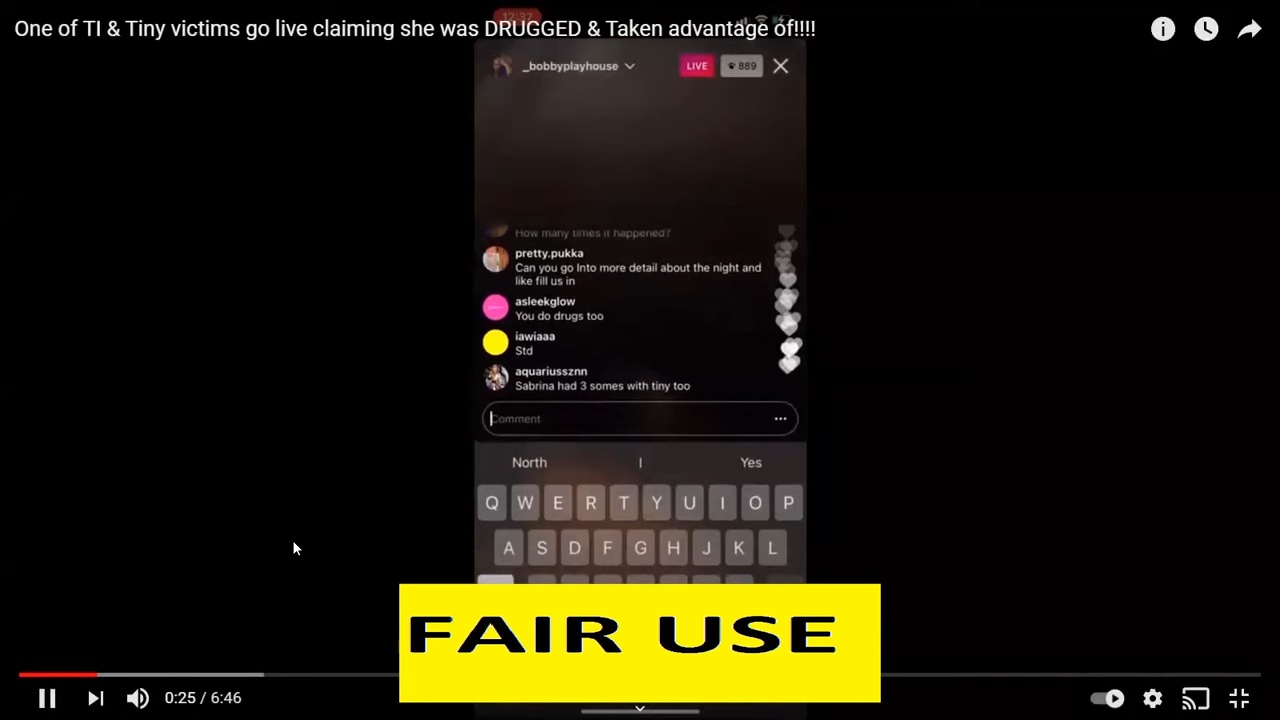 One of TI & Tiny victims go live claiming she was DRUGGED & Taken advantage of!!!!
12:37
_bobbyplayhouse
LIVE
889
How many times it happened?
pretty.pukka
Can you go Into more detail about the night and
like fill us in
asleekglow
You do drugs too
iawiaaa
Std
aquariussznn
Sabrina had 3 somes with tiny too
Comment
North I Yes
Q W E R T Y U I O P
A S D F G H J K L
FAIR USE
0:25 / 6:46